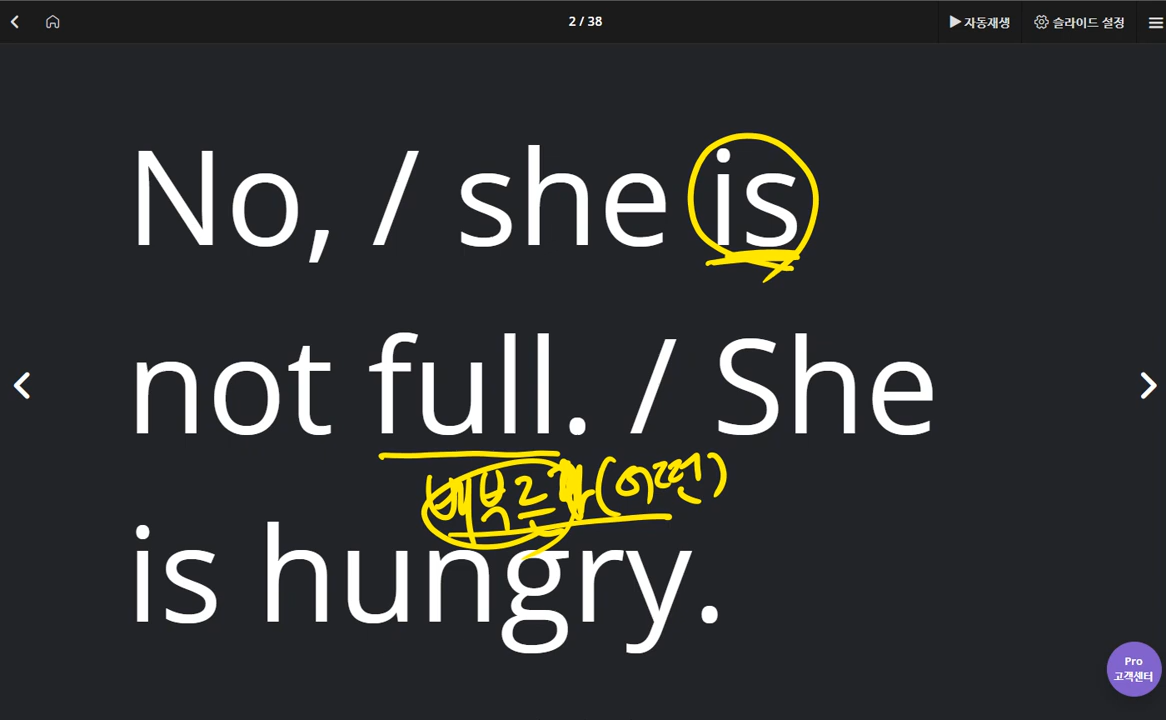 2 / 38
▶ 자동재생
슬라이드 설정
No, / she is
not full. / She
배부른 (어떤)
is hungry.
Pro
고객센터